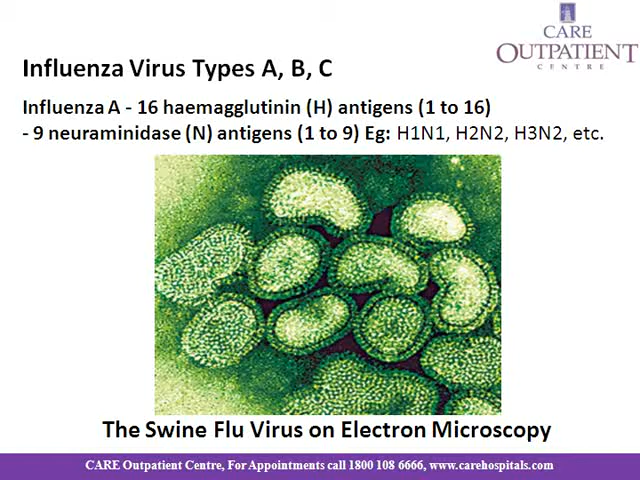 CARE
OUTPATIENT
CENTRE
Influenza Virus Types A, B, C
Influenza A - 16 haemagglutinin (H) antigens (1 to 16)
- 9 neuraminidase (N) antigens (1 to 9) Eg: H1N1, H2N2, H3N2, etc.
The Swine Flu Virus on Electron Microscopy
CARE Outpatient Centre, For Appointments call 1800 108 6666, www.carehospitals.com